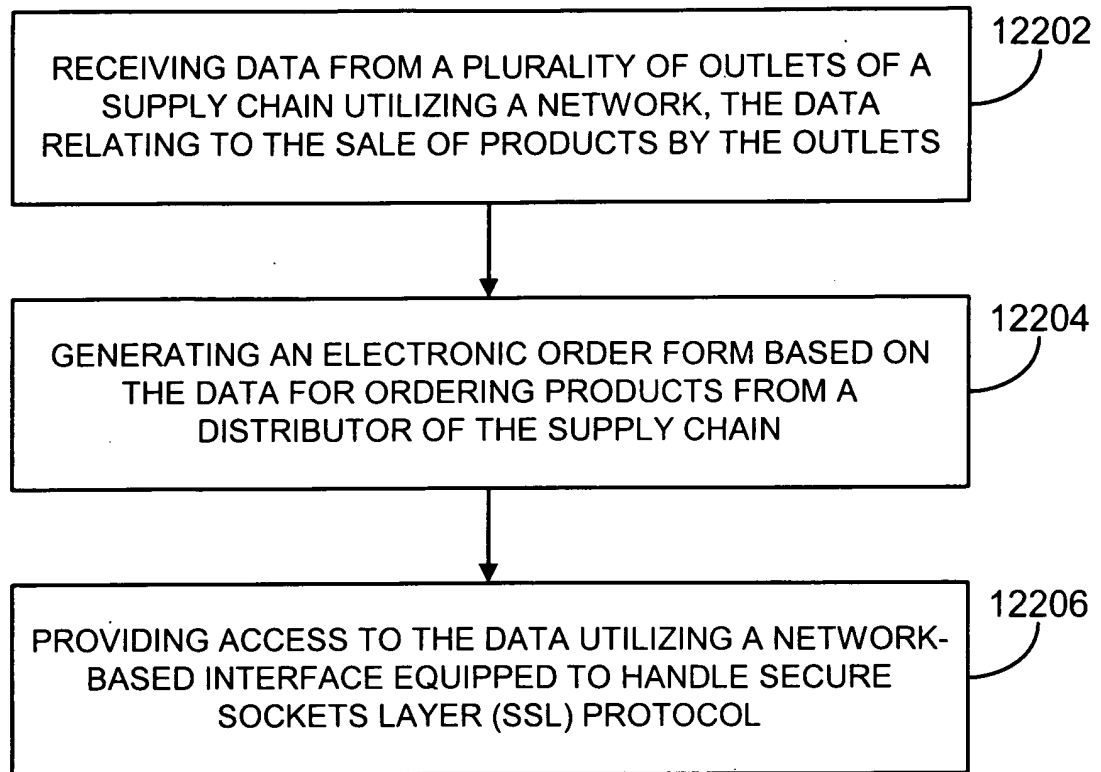 12202
RECEIVING DATA FROM A PLURALITY OF OUTLETS OF A
SUPPLY CHAIN UTILIZING A NETWORK, THE DATA
RELATING TO THE SALE OF PRODUCTS BY THE OUTLETS
12204
GENERATING AN ELECTRONIC ORDER FORM BASED ON
THE DATA FOR ORDERING PRODUCTS FROM A
DISTRIBUTOR OF THE SUPPLY CHAIN
12206
PROVIDING ACCESS TO THE DATA UTILIZING A NETWORK-
BASED INTERFACE EQUIPPED TO HANDLE SECURE
SOCKETS LAYER (SSL) PROTOCOL